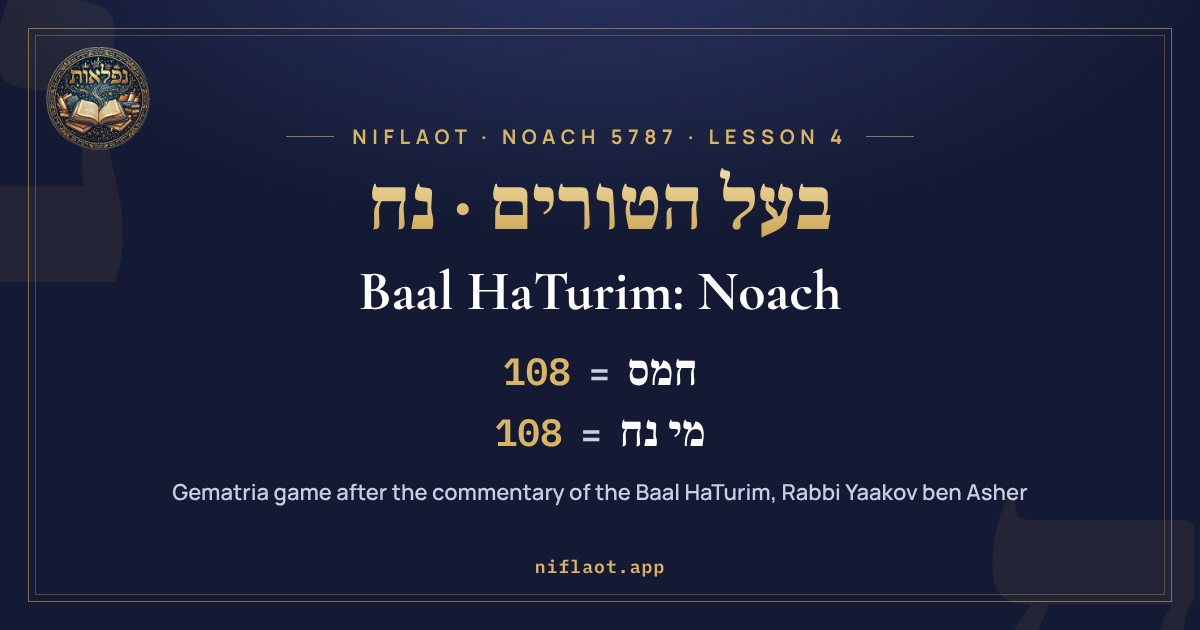 נפלאות
NIFLAOT · NOACH 5787 · LESSON 4
בעל הטורים · נח
Baal HaTurim: Noach
108 = חמס
108 = מי נח
Gematria game after the commentary of the Baal HaTurim, Rabbi Yaakov ben Asher
niflaot.app